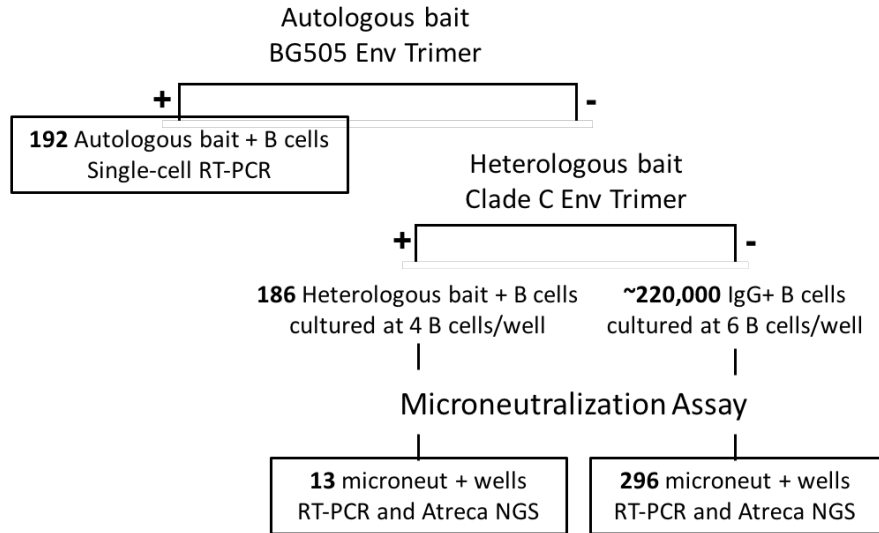 Autologous bait
BG505 Env Trimer
+
-
192 Autologous bait + B cells
Single-cell RT-PCR
Heterologous bait
Clade C Env Trimer
+
-
186 Heterologous bait + B cells
cultured at 4 B cells/well
~220,000 IgG+ B cells
cultured at 6 B cells/well
Microneutralization Assay
13 microneut + wells
RT-PCR and Atreca NGS
296 microneut + wells
RT-PCR and Atreca NGS